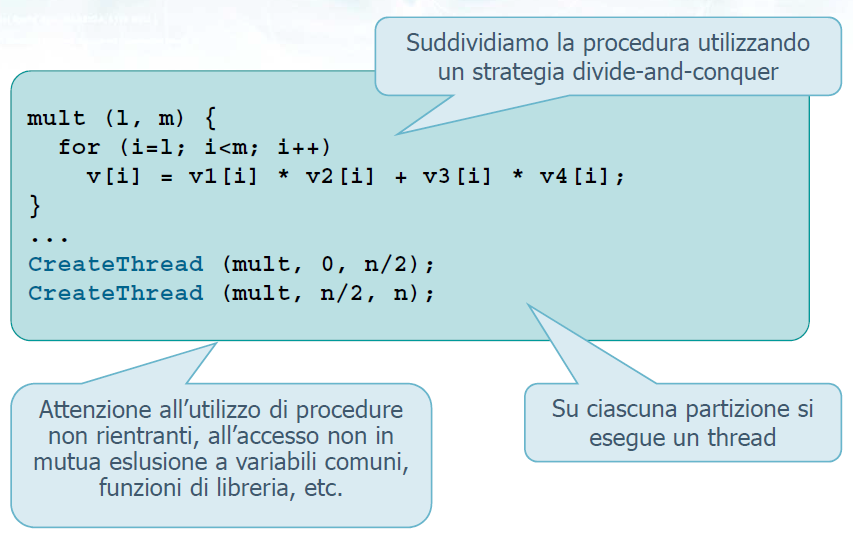 Suddividiamo la procedura utilizzando
un strategia divide-and-conquer
mult (l, m) {
  for (i=l; i<m; i++)
    v[i] = v1[i] * v2[i] + v3[i] * v4[i];
}
...
CreateThread (mult, 0, n/2);
CreateThread (mult, n/2, n);
Attenzione all’utilizzo di procedure
non rientranti, all’accesso non in
mutua eslusione a variabili comuni,
funzioni di libreria, etc.
Su ciascuna partizione si
esegue un thread